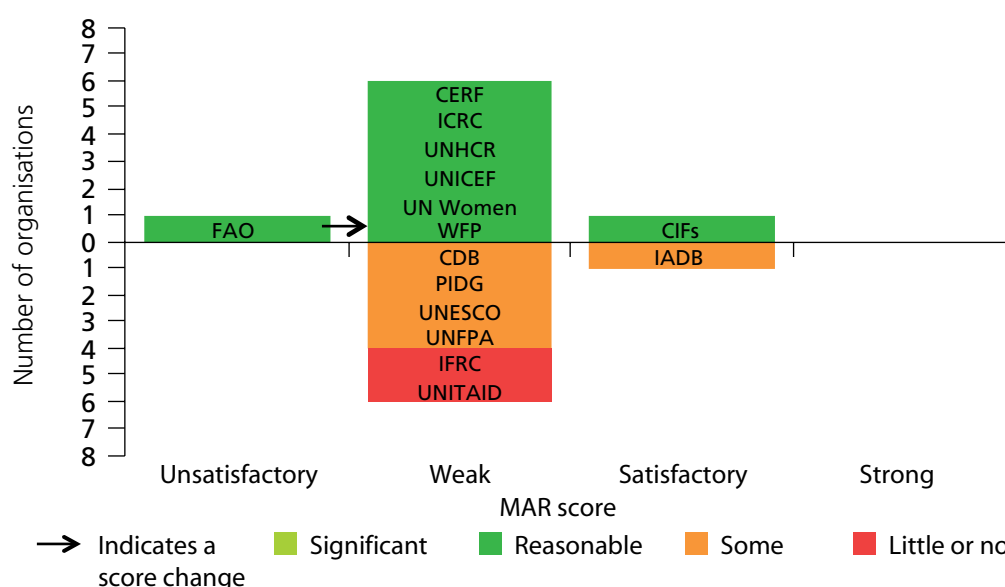 8
7
6
5
4
3
2
1
0
1
2
3
4
5
6
7
8
Number of organisations
FAO
CERF
ICRC
UNHCR
UNICEF
UN Women
WFP
CDB
PIDG
UNESCO
UNFPA
IFRC
UNITAID
CIFs
IADB
Unsatisfactory
Weak
Satisfactory
Strong
MAR score
Indicates a
score change
Significant
Reasonable
Some
Little or no